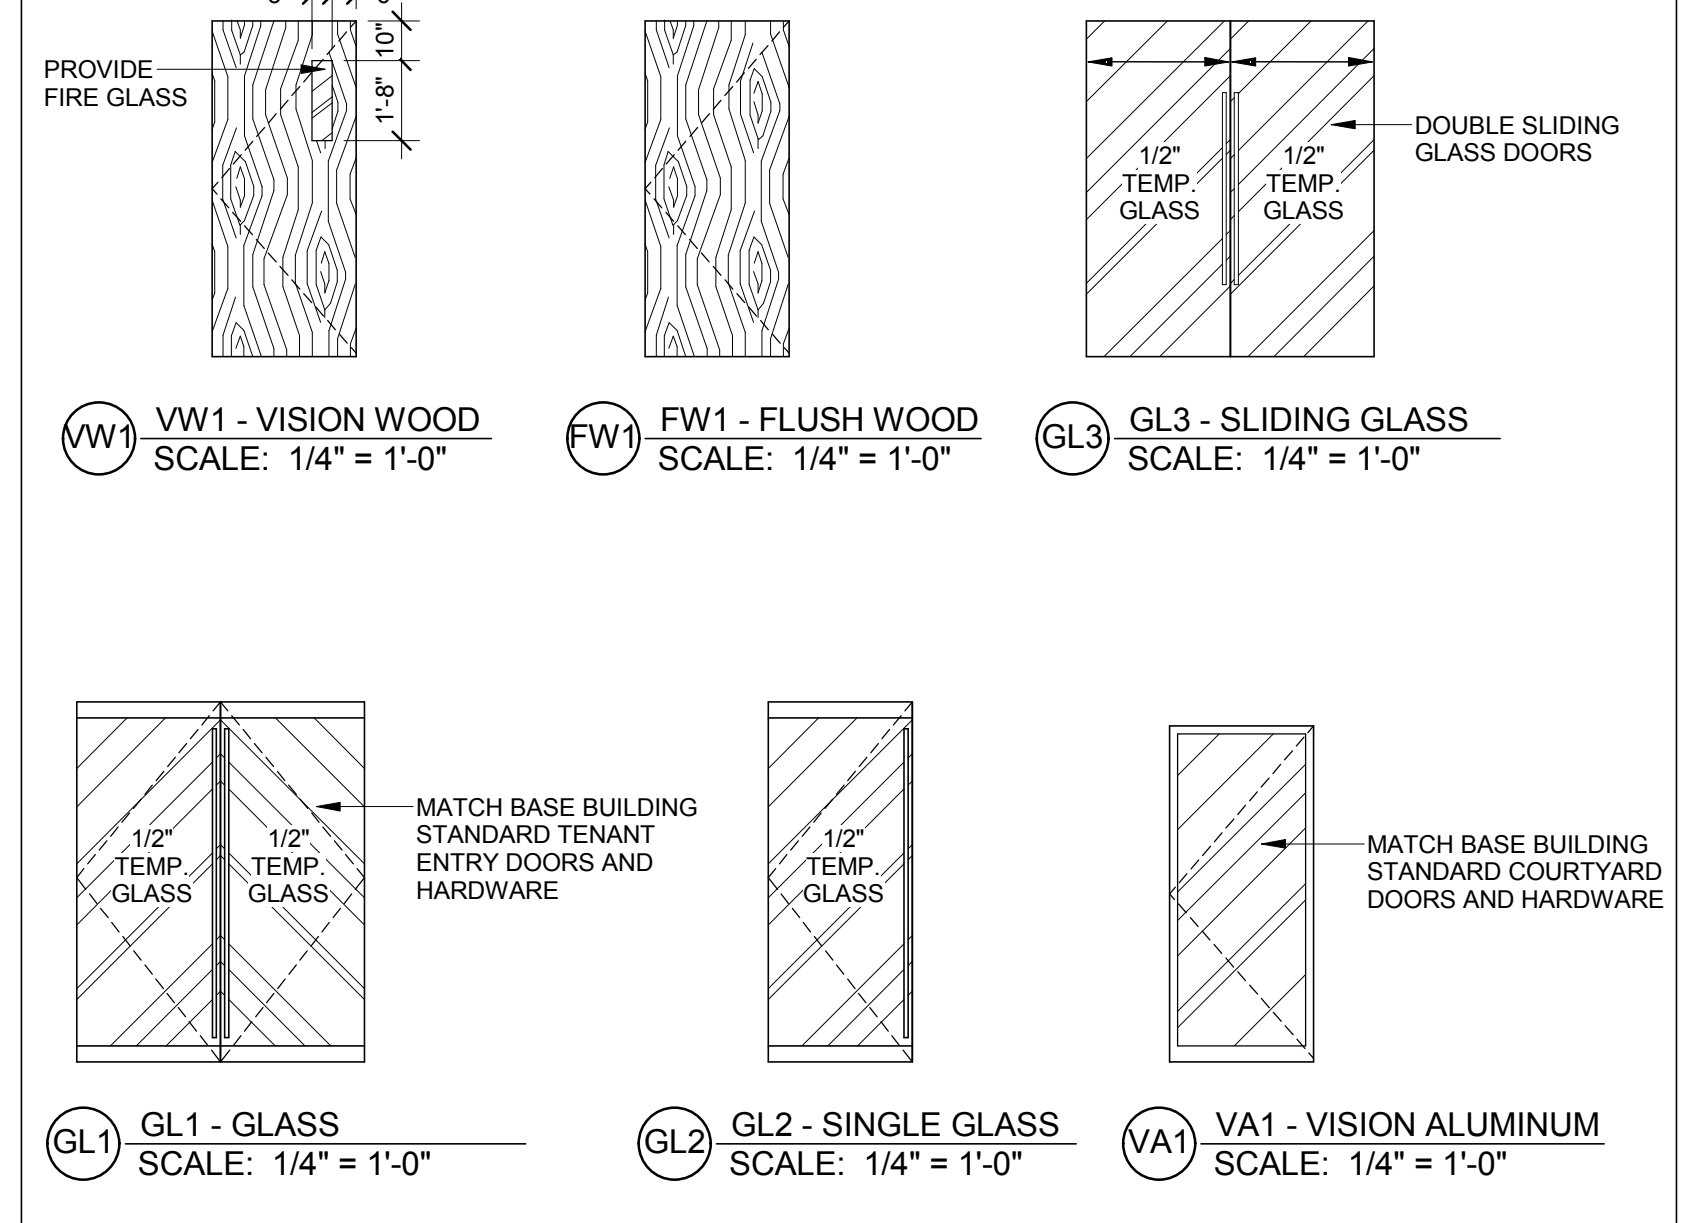 10"
1'-8"
PROVIDE
FIRE GLASS
1/2"
TEMP.
GLASS
1/2"
TEMP.
GLASS
DOUBLE SLIDING
GLASS DOORS
VW1
VW1 - VISION WOOD
SCALE: 1/4" = 1'-0"
FW1
FW1 - FLUSH WOOD
SCALE: 1/4" = 1'-0"
GL3
GL3 - SLIDING GLASS
SCALE: 1/4" = 1'-0"
1/2"
TEMP.
GLASS
1/2"
TEMP.
GLASS
MATCH BASE BUILDING
STANDARD TENANT
ENTRY DOORS AND
HARDWARE
1/2"
TEMP.
GLASS
MATCH BASE BUILDING
STANDARD COURTYARD
DOORS AND HARDWARE
GL1
GL1 - GLASS
SCALE: 1/4" = 1'-0"
GL2
GL2 - SINGLE GLASS
SCALE: 1/4" = 1'-0"
VA1
VA1 - VISION ALUMINUM
SCALE: 1/4" = 1'-0"